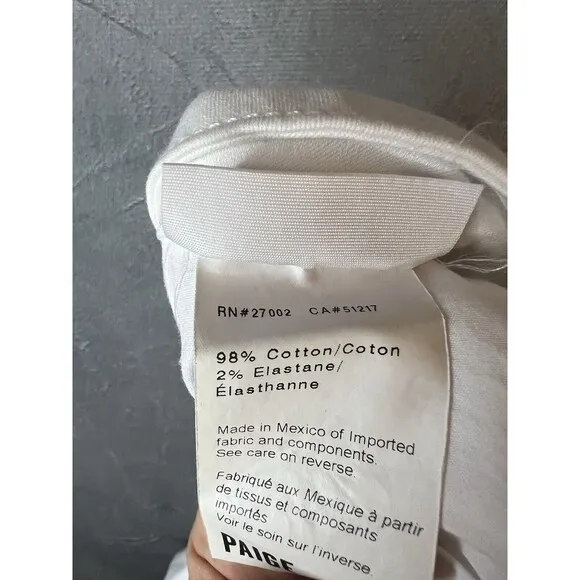 RN#27002 CA#51217
98% Cotton/Coton
2% Elastane/
Élasthanne
Made in Mexico of Imported
fabric and components.
See care on reverse.
Fabriqué aux Mexique à partir
de tissus et composants
importés
Voir le soin sur l'inverse.
PAIGE